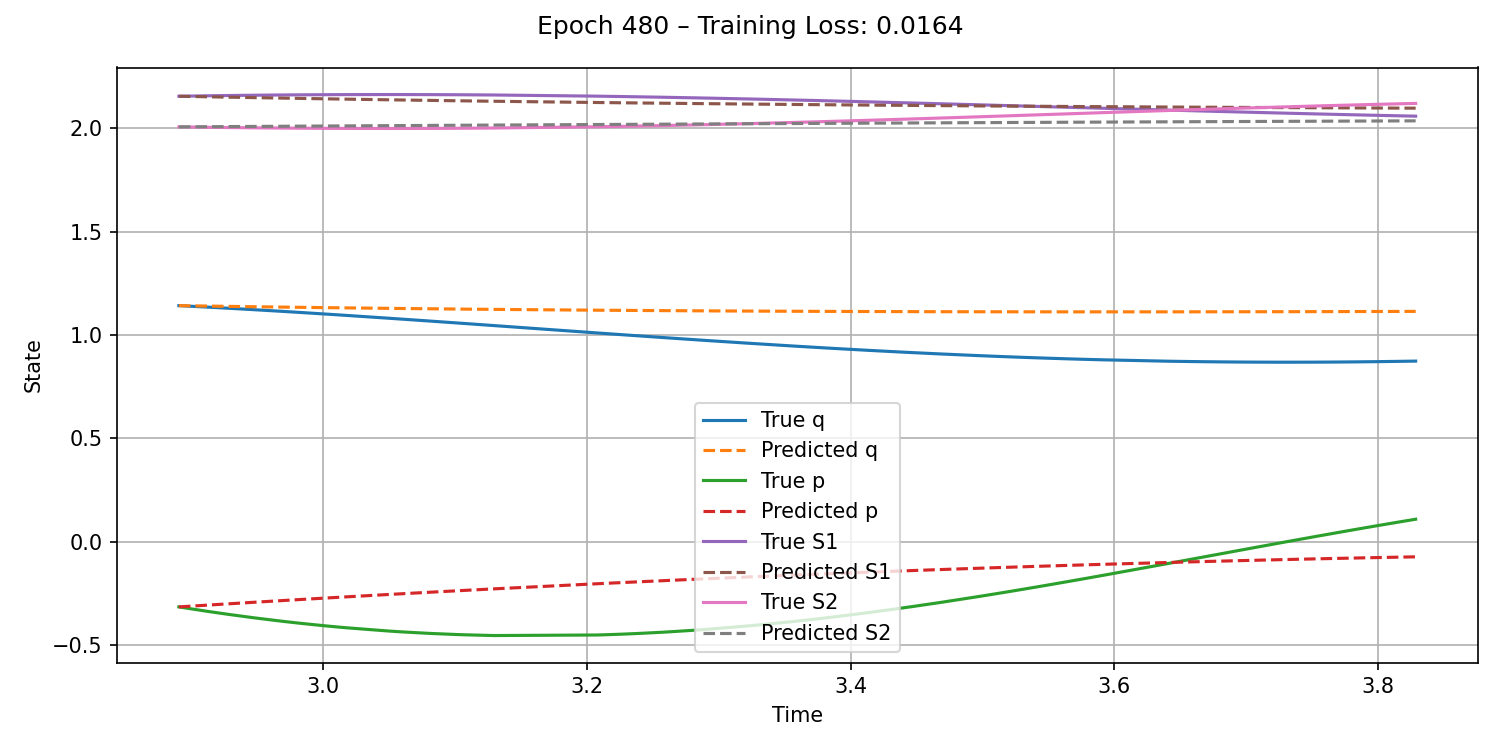 Epoch 480 – Training Loss: 0.0164
2.0
1.5
1.0
0.5
0.0
−0.5
State
True q
Predicted q
True p
Predicted p
True S1
Predicted S1
True S2
Predicted S2
3.0 3.2 3.4 3.6 3.8
Time